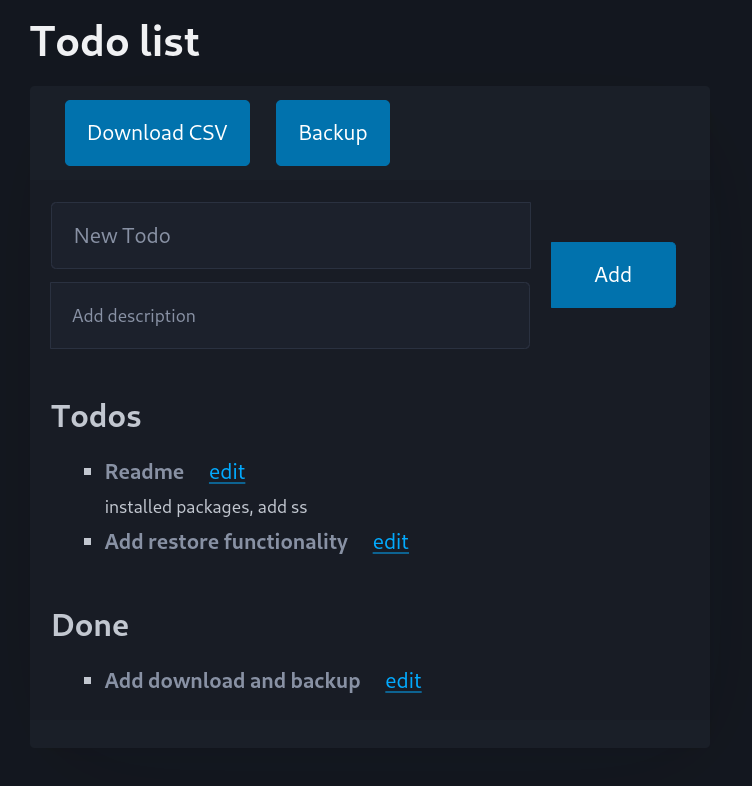 Todo list
Download CSV Backup
New Todo
Add
Add description
Todos
Readme edit
installed packages, add ss
Add restore functionality edit
Done
Add download and backup edit